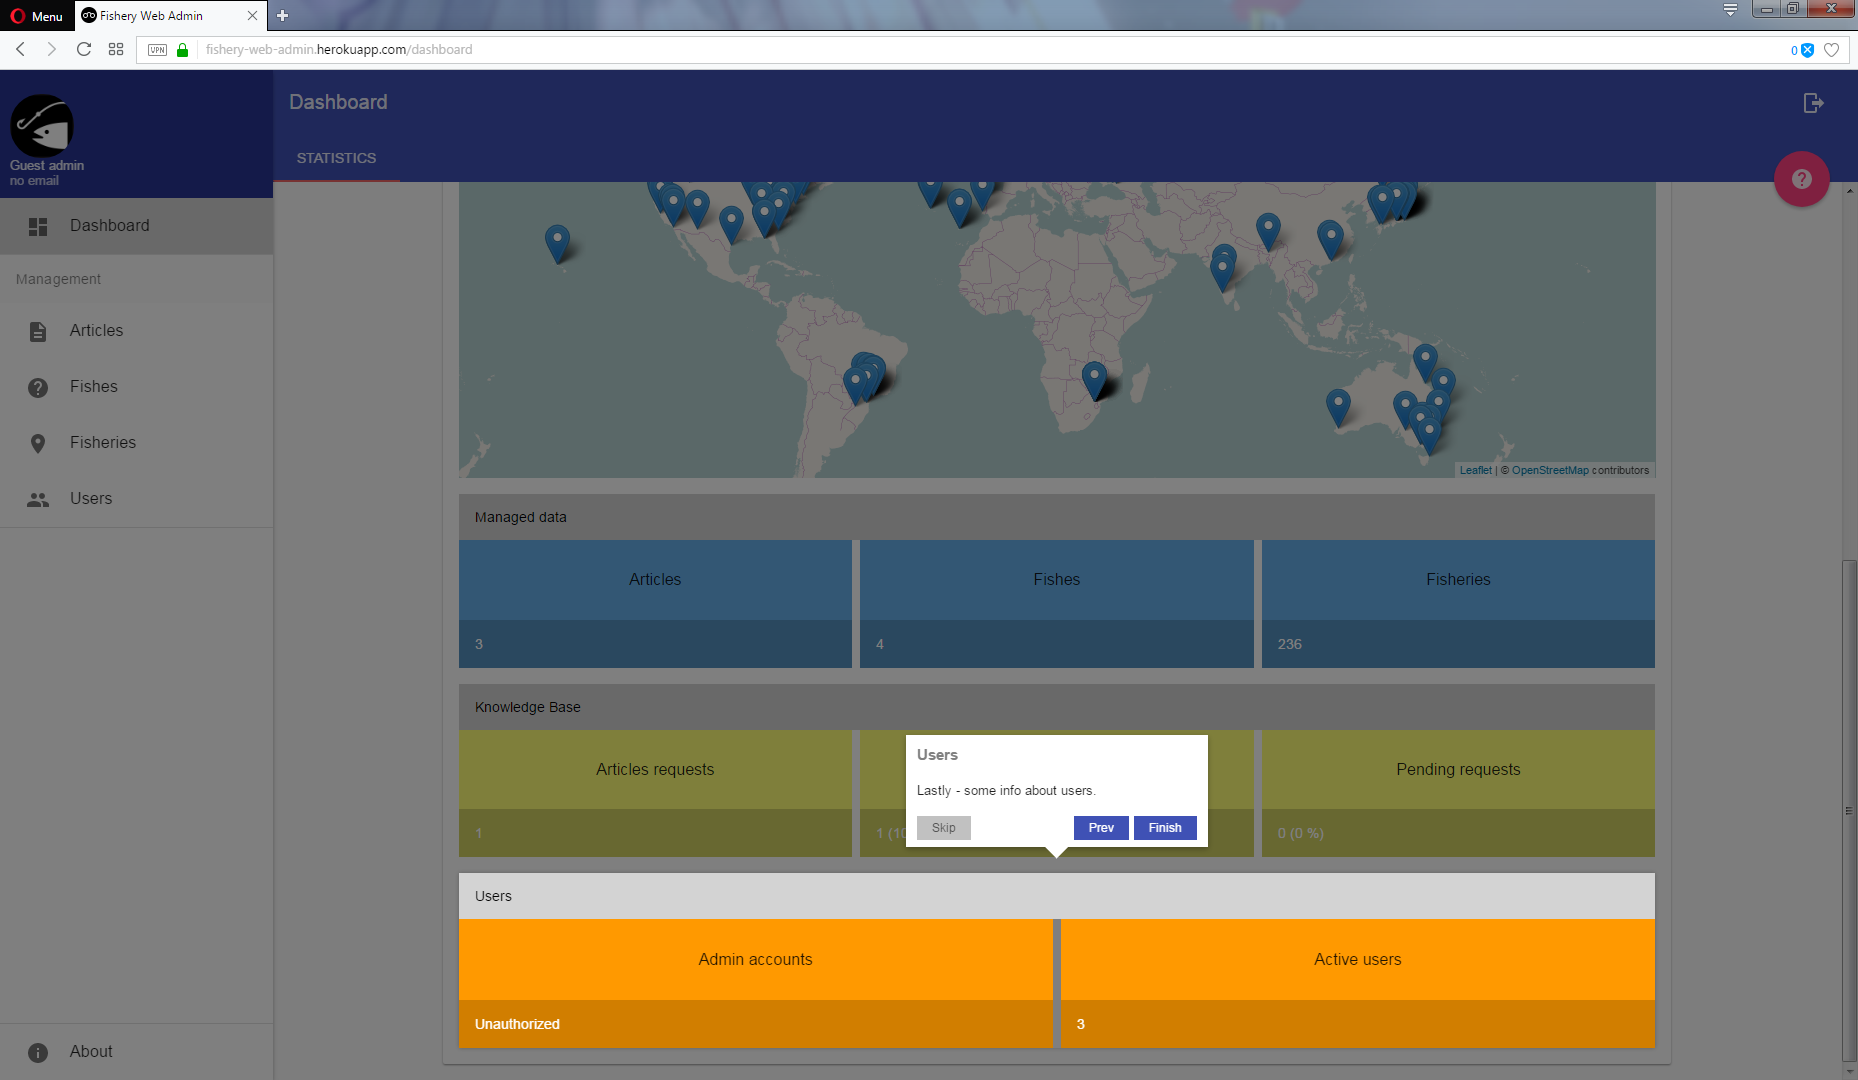 Menu
Fishery Web Admin
VPN
fishery-web-admin.herokuapp.com/dashboard
0
Guest admin
no email
Dashboard
STATISTICS
Dashboard
Management
Articles
Fishes
Fisheries
Users
About
Leaflet | © OpenStreetMap contributors
Managed data
Articles
Fishes
Fisheries
3
4
236
Knowledge Base
Articles requests
Pending requests
1
1 (10
0 (0 %)
Users
Lastly - some info about users.
Skip
Prev
Finish
Users
Admin accounts
Active users
Unauthorized
3